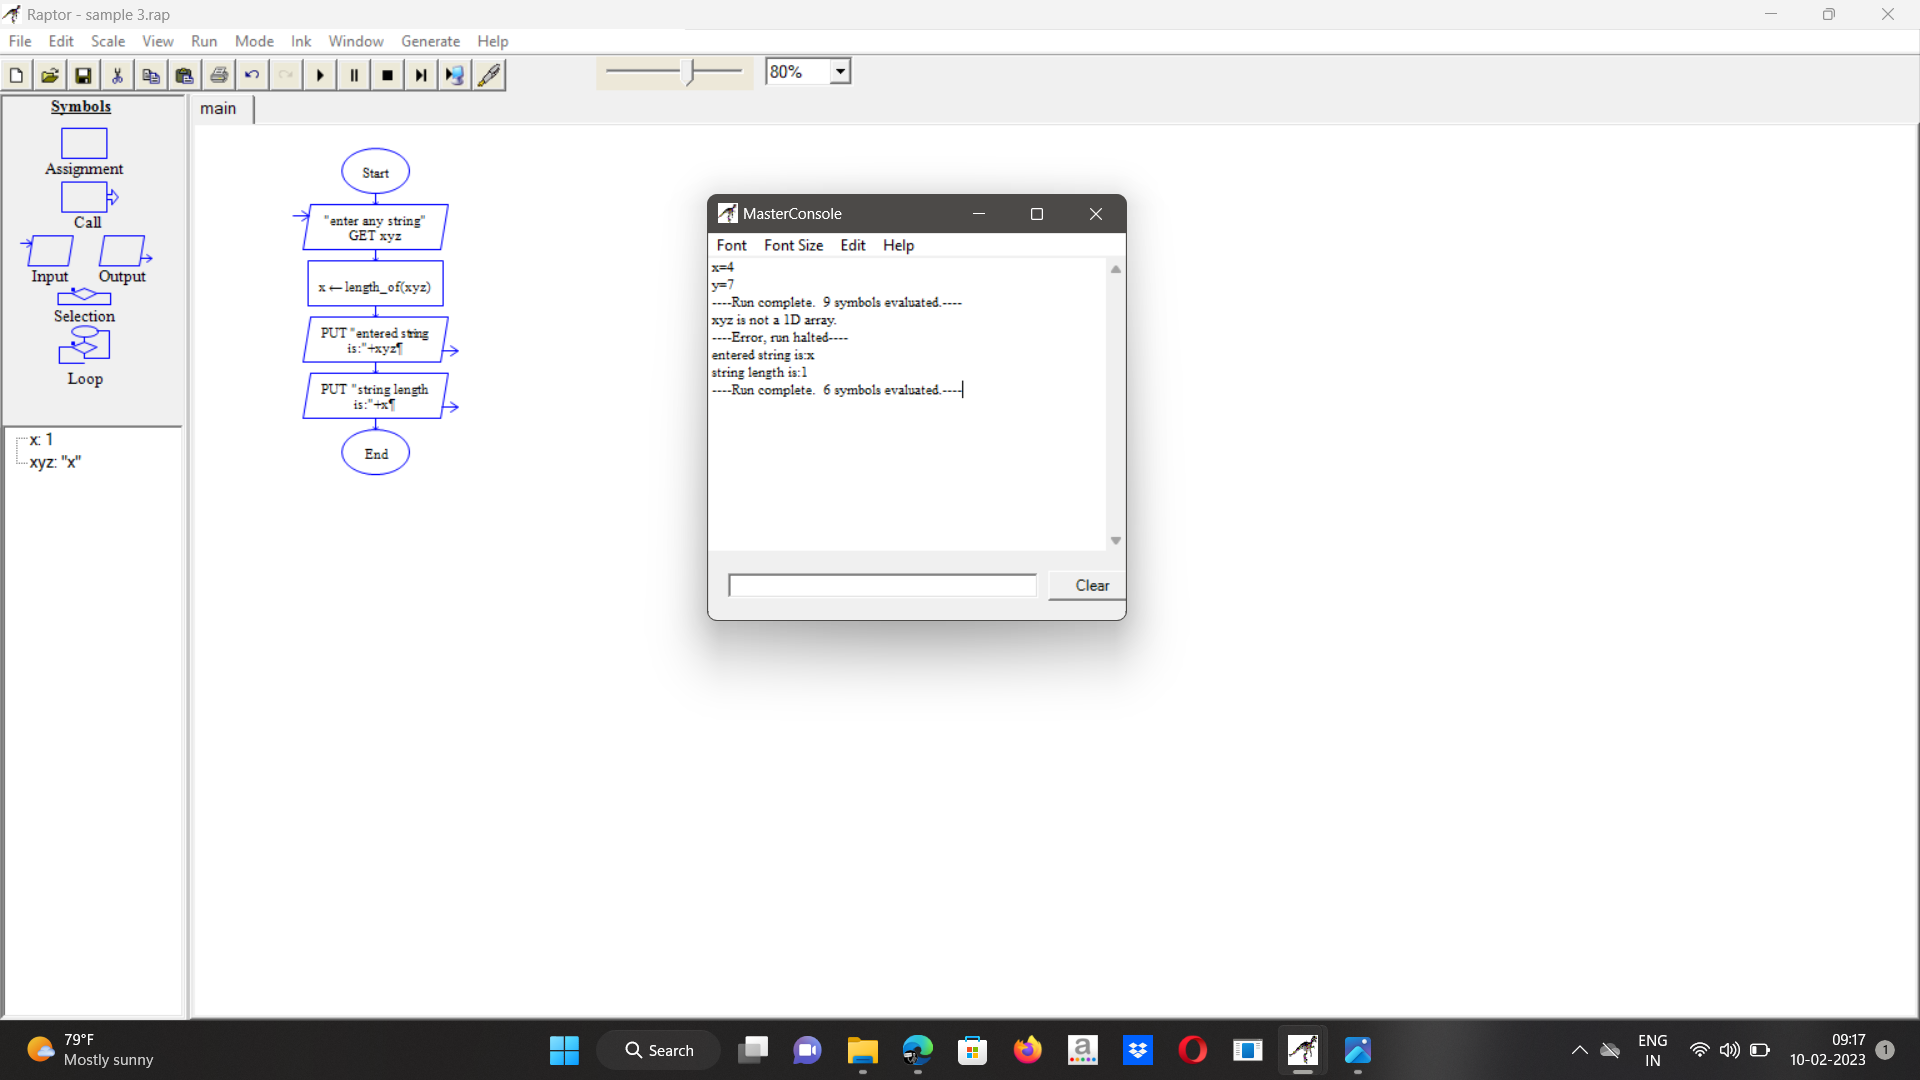 Raptor - sample 3.rap
File Edit Scale View Run Mode Ink Window Generate Help
80%
Symbols
Assignment
Call
Input Output
Selection
Loop
x: 1
xyz: "x"
main
Start
"enter any string"
GET xyz
x ← length_of(xyz)
PUT "entered string
is:"+xyz¶
PUT "string length
is:"+x¶
End
MasterConsole
Font Font Size Edit Help
x=4
y=7
----Run complete.  9 symbols evaluated.----
xyz is not a 1D array.
----Error, run halted----
entered string is:x
string length is:1
----Run complete.  6 symbols evaluated.----
Clear
79°F
Mostly sunny
Search
a
ENG
IN
09:17
10-02-2023
1